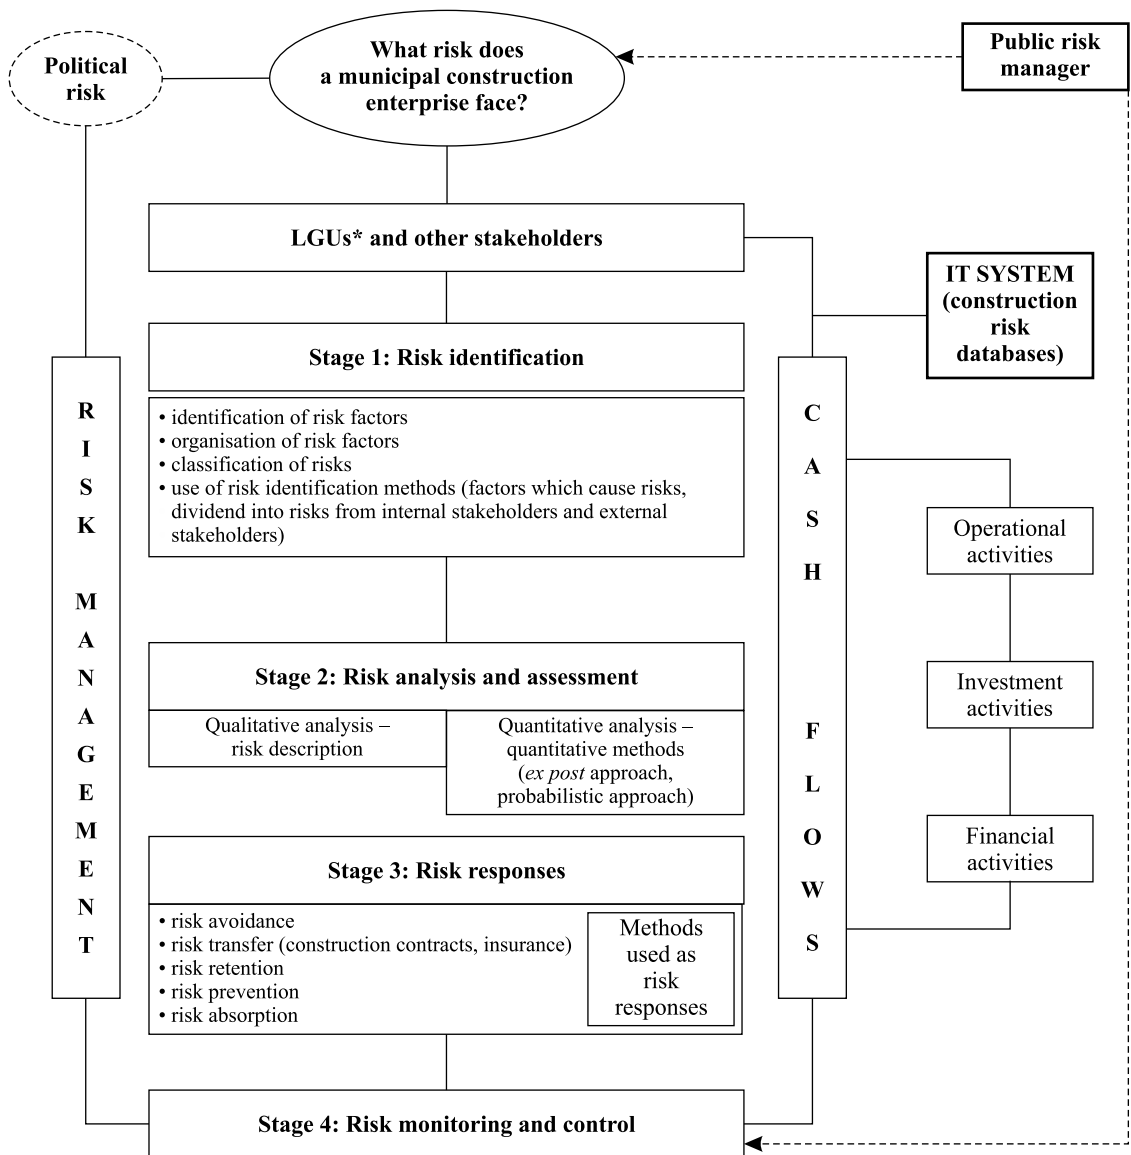 Political
risk
What risk does
a municipal construction
enterprise face?
Public risk
manager
LGUs* and other stakeholders
IT SYSTEM
(construction
risk
databases)
Stage 1: Risk identification
• identification of risk factors
• organisation of risk factors
• classification of risks
• use of risk identification methods (factors which cause risks,
dividend into risks from internal stakeholders and external
stakeholders)
R
I
S
K
M
A
N
A
G
E
M
E
N
T
C
A
S
H
F
L
O
W
S
Operational
activities
Investment
activities
Financial
activities
Stage 2: Risk analysis and assessment
Qualitative analysis –
risk description
Quantitative analysis –
quantitative methods
(ex post approach,
probabilistic approach)
Stage 3: Risk responses
• risk avoidance
• risk transfer (construction contracts, insurance)
• risk retention
• risk prevention
• risk absorption
Methods
used as
risk
responses
Stage 4: Risk monitoring and control